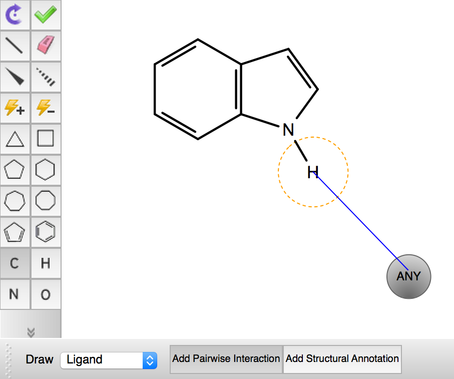 N
H
ANY
C H
N O
Draw Ligand Add Pairwise Interaction Add Structural Annotation